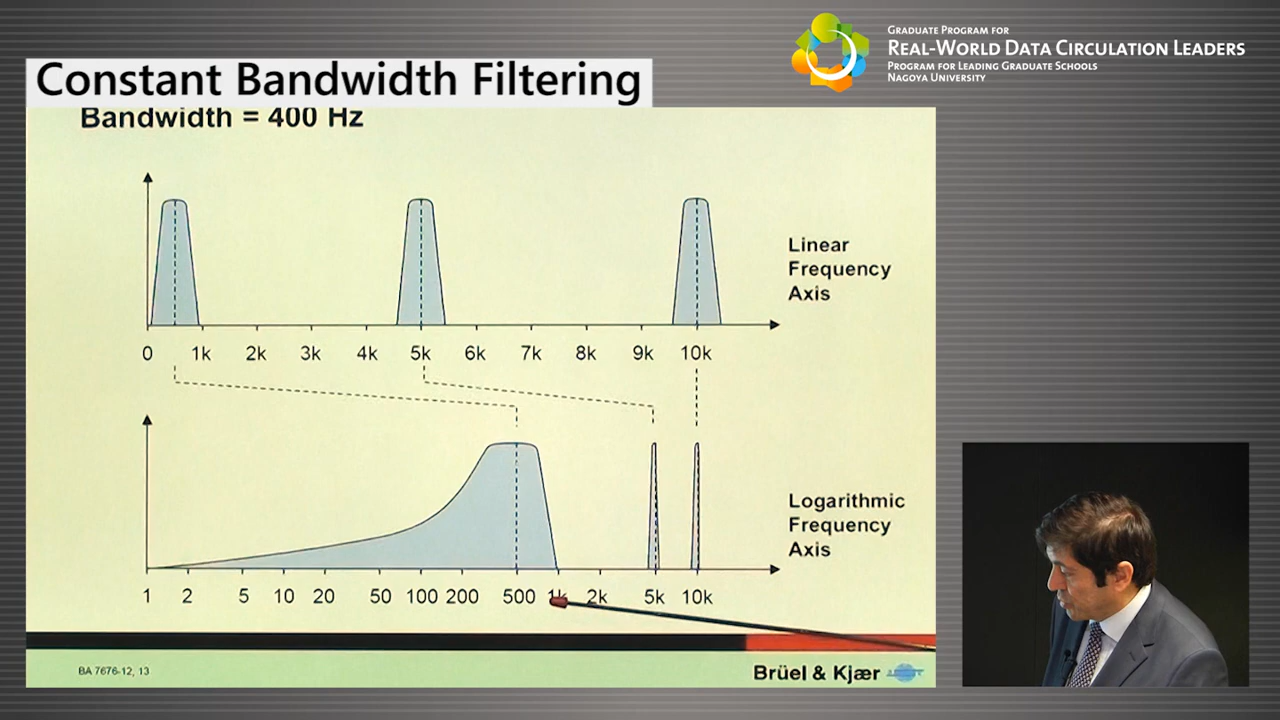 GRADUATE PROGRAM FOR
REAL-WORLD DATA CIRCULATION LEADERS
PROGRAM FOR LEADING GRADUATE SCHOOLS
NAGOYA UNIVERSITY
Constant Bandwidth Filtering
Bandwidth = 400 Hz
Linear
Frequency
Axis
0 1k 2k 3k 4k 5k 6k 7k 8k 9k 10k
Logarithmic
Frequency
Axis
1 2 5 10 20 50 100 200 500 1k 2k 5k 10k
BA 7676-12, 13
Brüel & Kjær